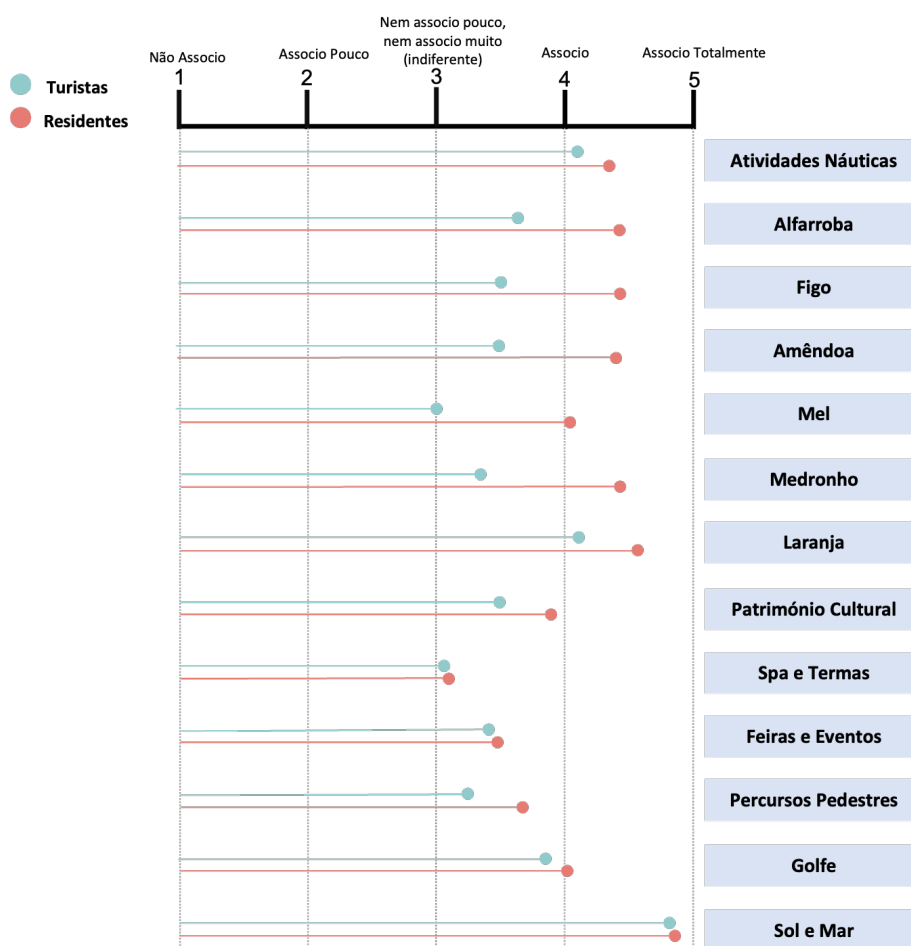 Nem associo pouco,
nem associo muito
(indiferente)
Não Associo
Associo Pouco
Associo
Associo Totalmente
1 2 3 4 5
Turistas
Residentes
Atividades Náuticas
Alfarroba
Figo
Amêndoa
Mel
Medronho
Laranja
Património Cultural
Spa e Termas
Feiras e Eventos
Percursos Pedestres
Golfe
Sol e Mar